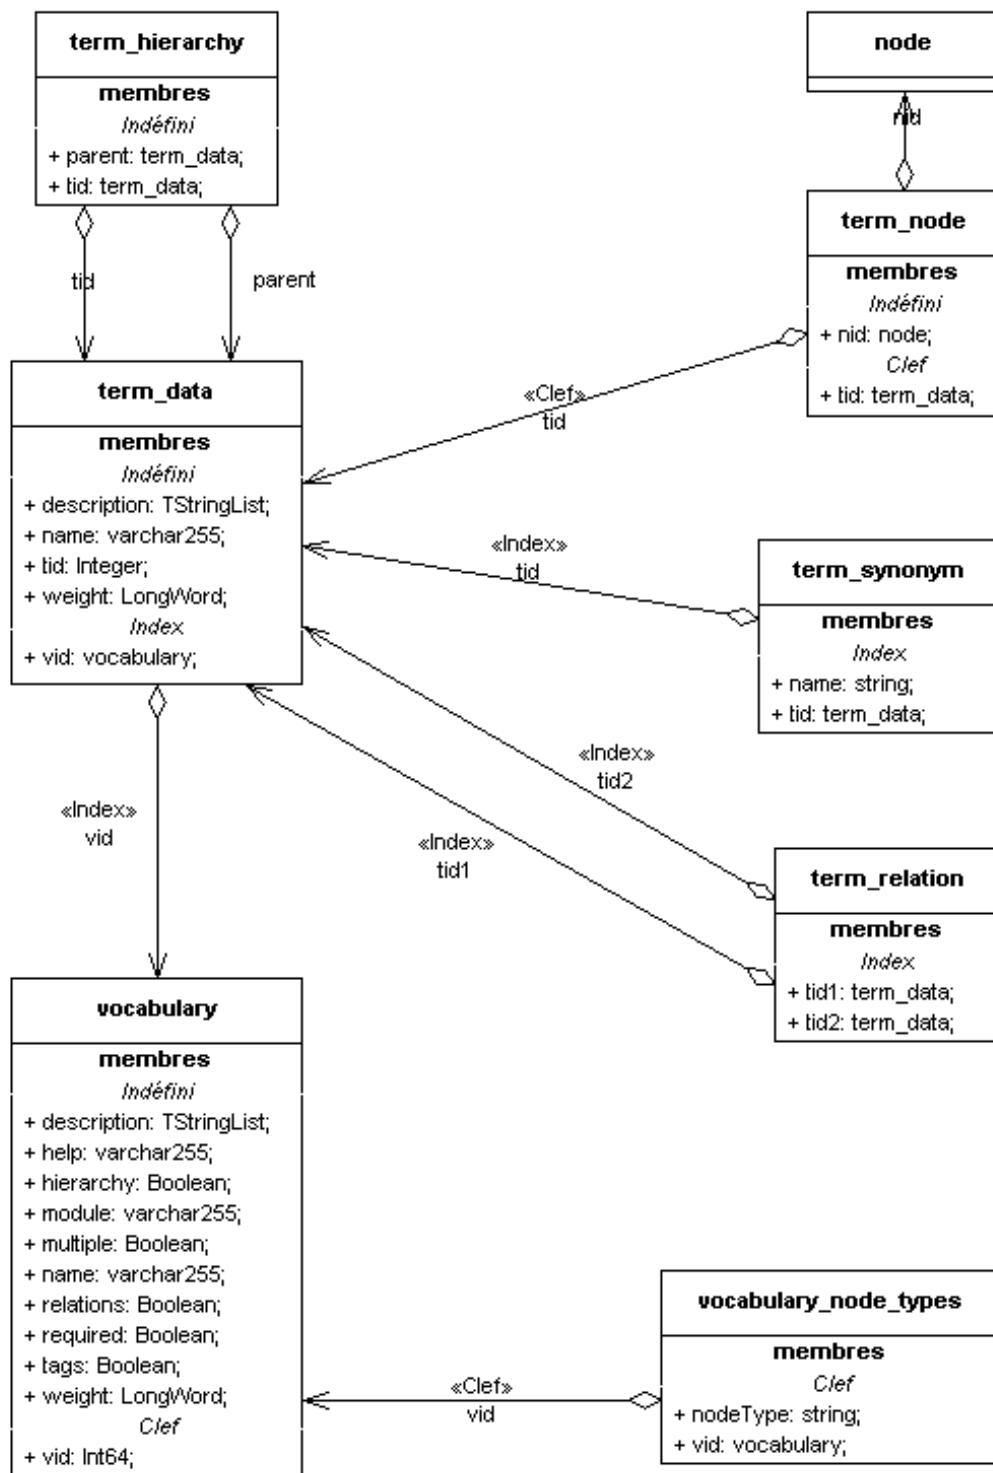 term_hierarchy
membres
Indéfini
+ parent: term_data;
+ tid: term_data;
node
nid
term_node
membres
Indéfini
+ nid: node;
Clef
+ tid: term_data;
tid
parent
term_data
membres
Indéfini
+ description: TStringList;
+ name: varchar255;
+ tid: Integer;
+ weight: LongWord;
Index
+ vid: vocabulary;
«Clef»
tid
«Index»
tid
term_synonym
membres
Index
+ name: string;
+ tid: term_data;
«Index»
tid2
«Index»
tid1
«Index»
vid
term_relation
membres
Index
+ tid1: term_data;
+ tid2: term_data;
vocabulary
membres
Indéfini
+ description: TStringList;
+ help: varchar255;
+ hierarchy: Boolean;
+ module: varchar255;
+ multiple: Boolean;
+ name: varchar255;
+ relations: Boolean;
+ required: Boolean;
+ tags: Boolean;
+ weight: LongWord;
Clef
+ vid: Int64;
«Clef»
vid
vocabulary_node_types
membres
Clef
+ nodeType: string;
+ vid: vocabulary;